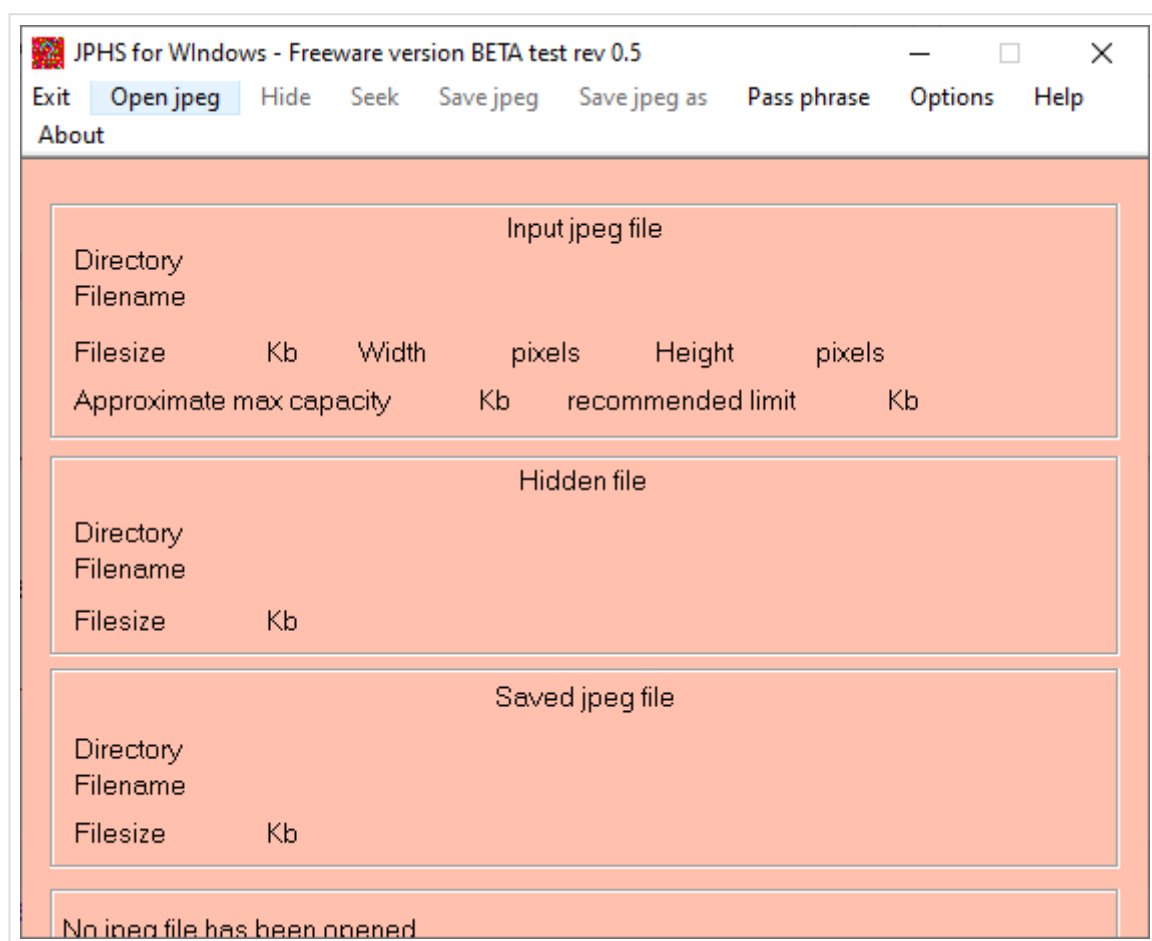 JPHS for WIndows - Freeware version BETA test rev 0.5
Exit Open jpeg Hide Seek Save jpeg Save jpeg as Pass phrase Options Help
About
Input jpeg file
Directory
Filename
Filesize Kb Width pixels Height pixels
Approximate max capacity Kb recommended limit Kb
Hidden file
Directory
Filename
Filesize Kb
Saved jpeg file
Directory
Filename
Filesize Kb
No jpeg file has been opened